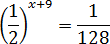 (1/2)^{x+9} = 1/128